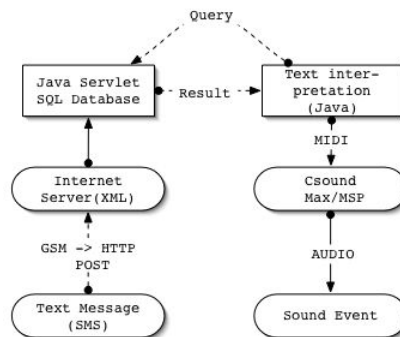 Query
Java Servlet
SQL Database
Result
Text inter-
pretation
(Java)
MIDI
Internet
Server(XML)
Csound
Max/MSP
GSM -> HTTP
POST
AUDIO
Text Message
(SMS)
Sound Event